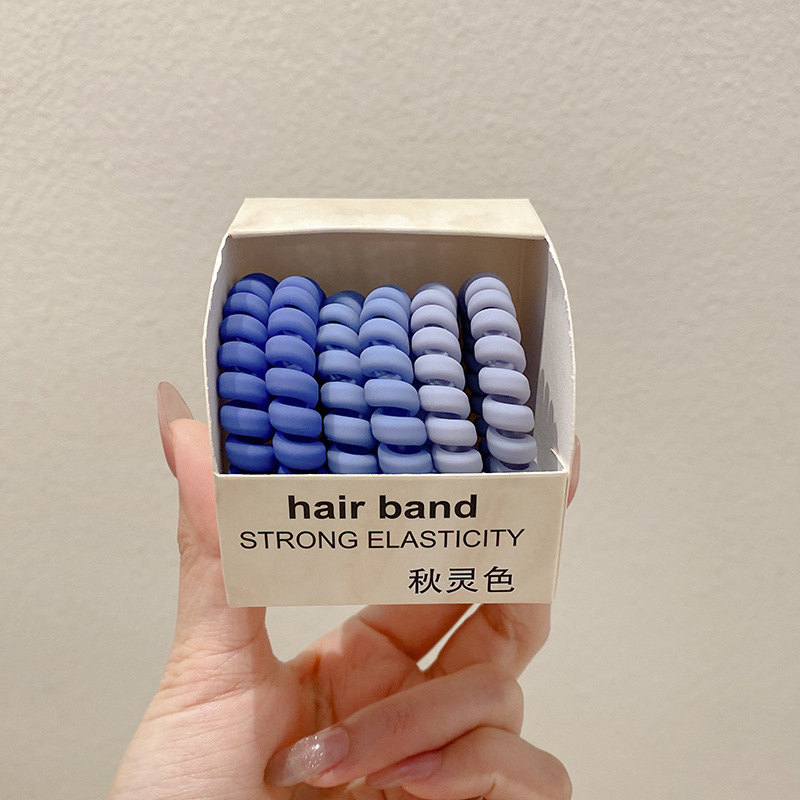 hair band
STRONG ELASTICITY
秋灵色